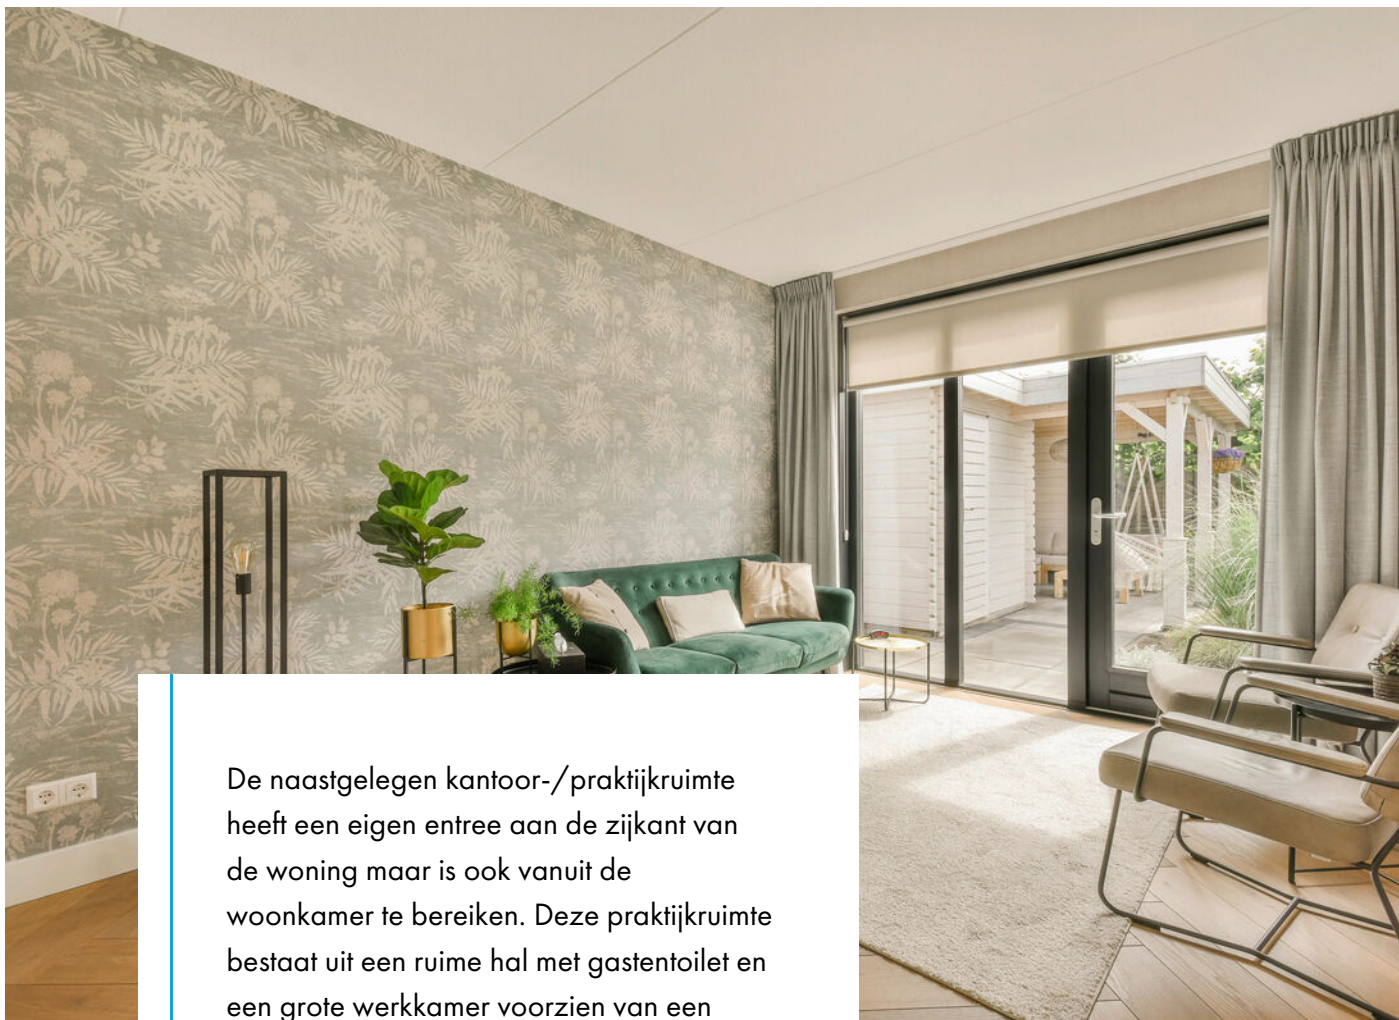 De naastgelegen kantoor-/praktijkruimte
heeft een eigen entree aan de zijkant van
de woning maar is ook vanuit de
woonkamer te bereiken. Deze praktijkruimte
bestaat uit een ruime hal met gastentoilet en
een grote werkkamer voorzien van een